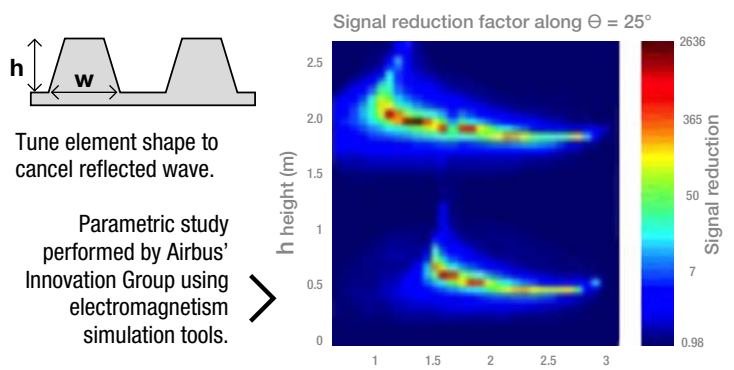 Signal reduction factor along Θ = 25°
h
w
Tune element shape to
cancel reflected wave.
Parametric study
performed by Airbus’
Innovation Group using
electromagnetism
simulation tools.
h height (m)
2.5
2.0
1.5
1
0.5
0
1
1.5
2
2.5
3
2636
365
50
7
0.98
Signal reduction